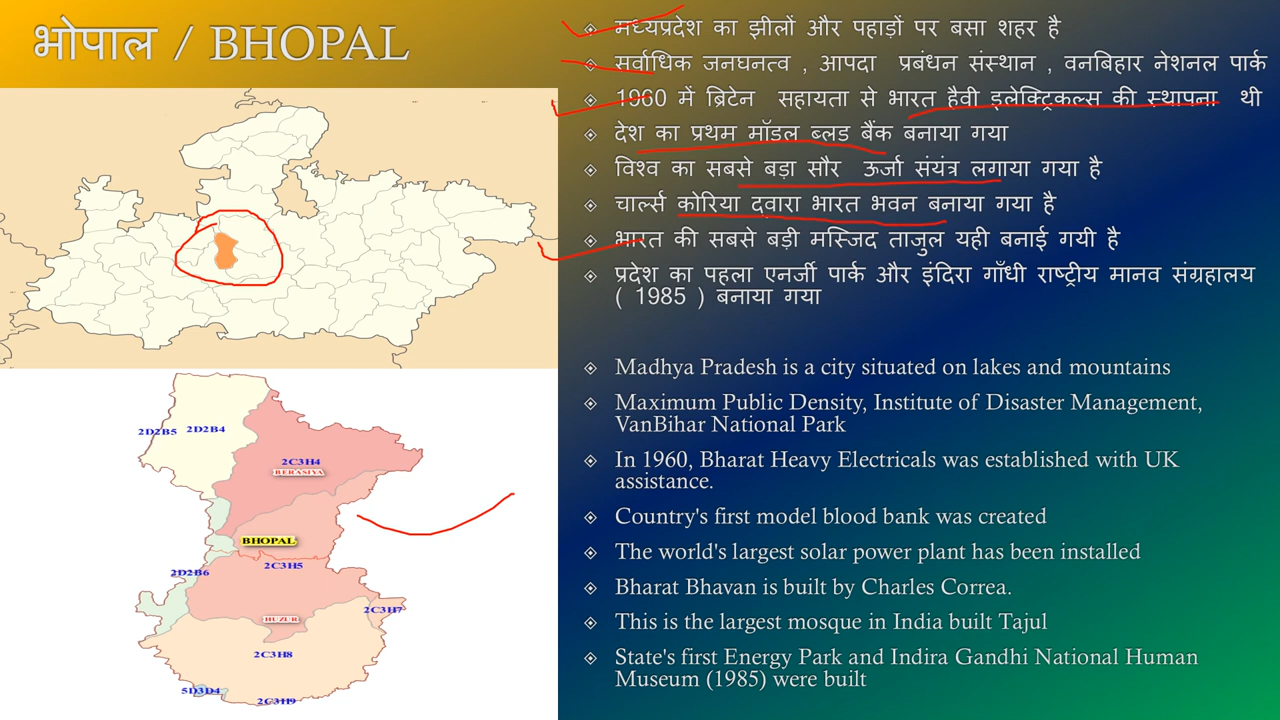 भोपाल / BHOPAL
मध्यप्रदेश का झीलों और पहाड़ों पर बसा शहर है
सर्वाधिक जनघनत्व , आपदा प्रबंधन संस्थान , वनबिहार नेशनल पार्क
1960 में ब्रिटेन सहायता से भारत हैवी इलेक्ट्रिकल्स की स्थापना थी
देश का प्रथम मॉडल ब्लड बैंक बनाया गया
विश्व का सबसे बड़ा सौर ऊर्जा संयंत्र लगाया गया है
चार्ल्स कोरिया द्वारा भारत भवन बनाया गया है
भारत की सबसे बड़ी मस्जिद ताजुल यही बनाई गयी है
प्रदेश का पहला एनर्जी पार्क और इंदिरा गाँधी राष्ट्रीय मानव संग्रहालय
( 1985 ) बनाया गया
Madhya Pradesh is a city situated on lakes and mountains
Maximum Public Density, Institute of Disaster Management,
VanBihar National Park
In 1960, Bharat Heavy Electricals was established with UK
assistance.
Country's first model blood bank was created
The world's largest solar power plant has been installed
Bharat Bhavan is built by Charles Correa.
This is the largest mosque in India built Tajul
State's first Energy Park and Indira Gandhi National Human
Museum (1985) were built
2D2B5 2D2B4
2C3H4
BERASIYA
BHOPAL
2C3H5
2D2B6
2C3H7
HUZUR
2C3H8
5D3D4
2C3H9